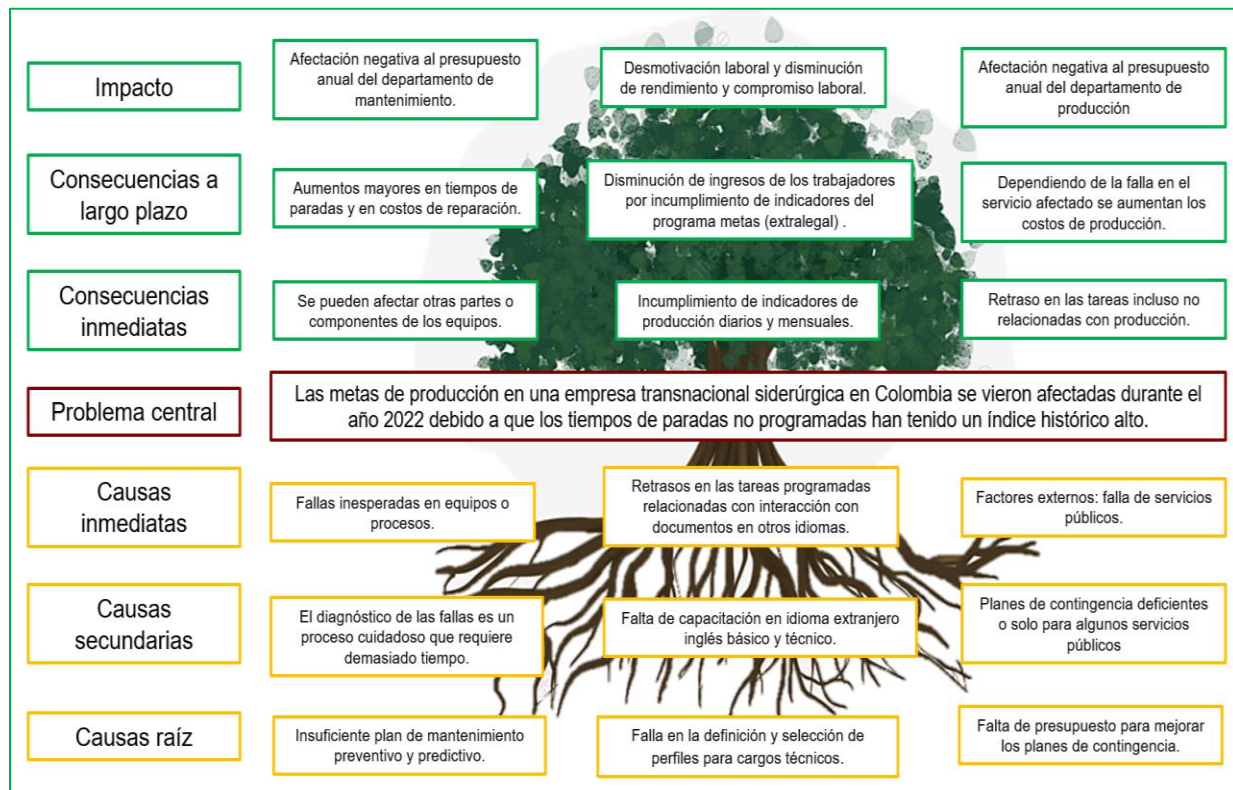 Impacto
Afectación negativa al presupuesto
anual del departamento de
mantenimiento.
Desmotivación laboral y disminución
de rendimiento y compromiso laboral.
Afectación negativa al presupuesto
anual del departamento de
producción
Consecuencias a
largo plazo
Aumentos mayores en tiempos de
paradas y en costos de reparación.
Disminución de ingresos de los trabajadores
por incumplimiento de indicadores del
programa metas (extralegal) .
Dependiendo de la falla en el
servicio afectado se aumentan los
costos de producción.
Consecuencias
inmediatas
Se pueden afectar otras partes o
componentes de los equipos.
Incumplimiento de indicadores de
producción diarios y mensuales.
Retraso en las tareas incluso no
relacionadas con producción.
Problema central
Las metas de producción en una empresa transnacional siderúrgica en Colombia se vieron afectadas durante el
año 2022 debido a que los tiempos de paradas no programadas han tenido un índice histórico alto.
Causas
inmediatas
Fallas inesperadas en equipos o
procesos.
Retrasos en las tareas programadas
relacionadas con interacción con
documentos en otros idiomas.
Factores externos: falla de servicios
públicos.
Causas
secundarias
El diagnóstico de las fallas es un
proceso cuidadoso que requiere
demasiado tiempo.
Falta de capacitación en idioma extranjero
inglés básico y técnico.
Planes de contingencia deficientes
o solo para algunos servicios
públicos
Causas raíz
Insuficiente plan de mantenimiento
preventivo y predictivo.
Falla en la definición y selección de
perfiles para cargos técnicos.
Falta de presupuesto para mejorar
los planes de contingencia.